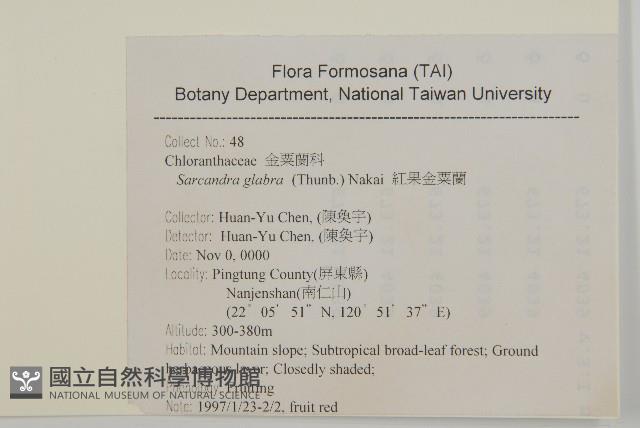 Flora Formosana (TAI)
Botany Department, National Taiwan University
Collect No.: 48
Chloranthaceae 金粟蘭科
Sarcandra glabra (Thunb.) Nakai 紅果金粟蘭
Collector: Huan-Yu Chen, (陳奐宇)
Detector: Huan-Yu Chen, (陳奐宇)
Date: Nov 0, 0000
Locality: Pingtung County(屏東縣)
Nanjenshan(南仁山)
(22° 05' 51" N, 120° 51' 37" E)
Altitude: 300-380m
Habitat: Mountain slope; Subtropical broad-leaf forest; Ground
herbaceous layer; Closedly shaded;
Fruiting
Note: 1997/1/23-2/2, fruit red
國立自然科學博物館
NATIONAL MUSEUM OF NATURAL SCIENCE